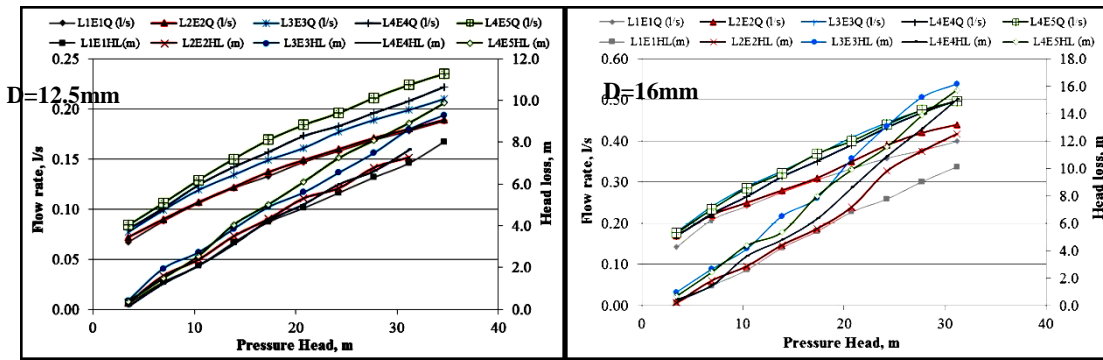 L1E1Q (l/s) L2E2Q (l/s) L3E3Q (l/s) L4E4Q (l/s) L4E5Q (l/s)
L1E1HL(m) L2E2HL (m) L3E3HL (m) L4E4HL (m) L4E5HL (m)
D=12.5mm
Flow rate, l/s
0.25
0.20
0.15
0.10
0.05
0.00
12.0
10.0
8.0
6.0
4.0
2.0
0.0
Head loss, m
0 10 20 30 40
Pressure Head, m
L1E1Q (l/s) L2E2Q (l/s) L3E3Q (l/s) L4E4Q (l/s) L4E5Q (l/s)
L1E1HL (m) L2E2HL (m) L3E3HL (m) L4E4HL (m) L4E5HL (m)
D=16mm
Flow rate, l/s
0.60
0.50
0.40
0.30
0.20
0.10
0.00
18.0
16.0
14.0
12.0
10.0
8.0
6.0
4.0
2.0
0.0
Head loss, m
0 10 20 30 40
Pressure Head, m